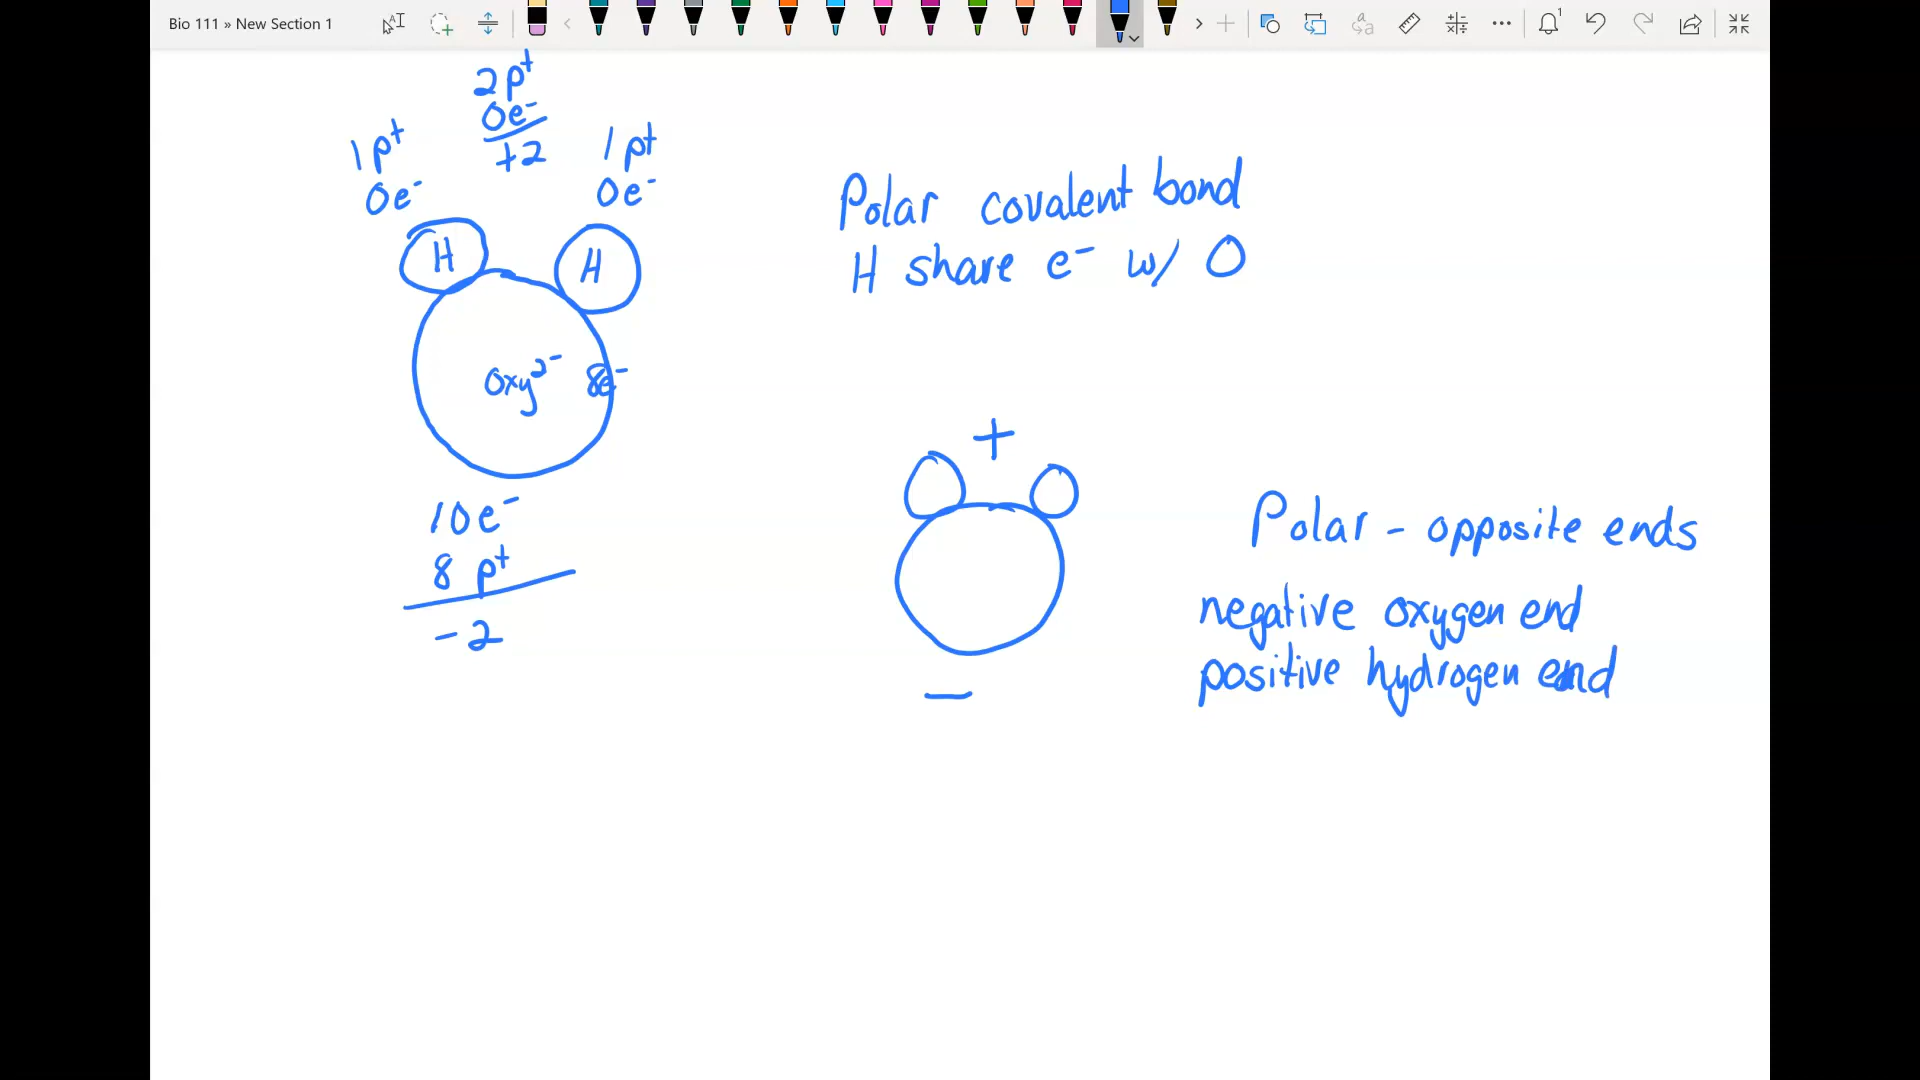 Bio 111 » New Section 1
2p⁺
0e⁻
+2
1p⁺
0e⁻
1p⁺
0e⁻
H
H
oxy²⁻ 8e⁻
10e⁻
8 p⁺
-2
Polar covalent bond
H share e⁻ w/ O
+
−
Polar - opposite ends
negative oxygen end
positive hydrogen end